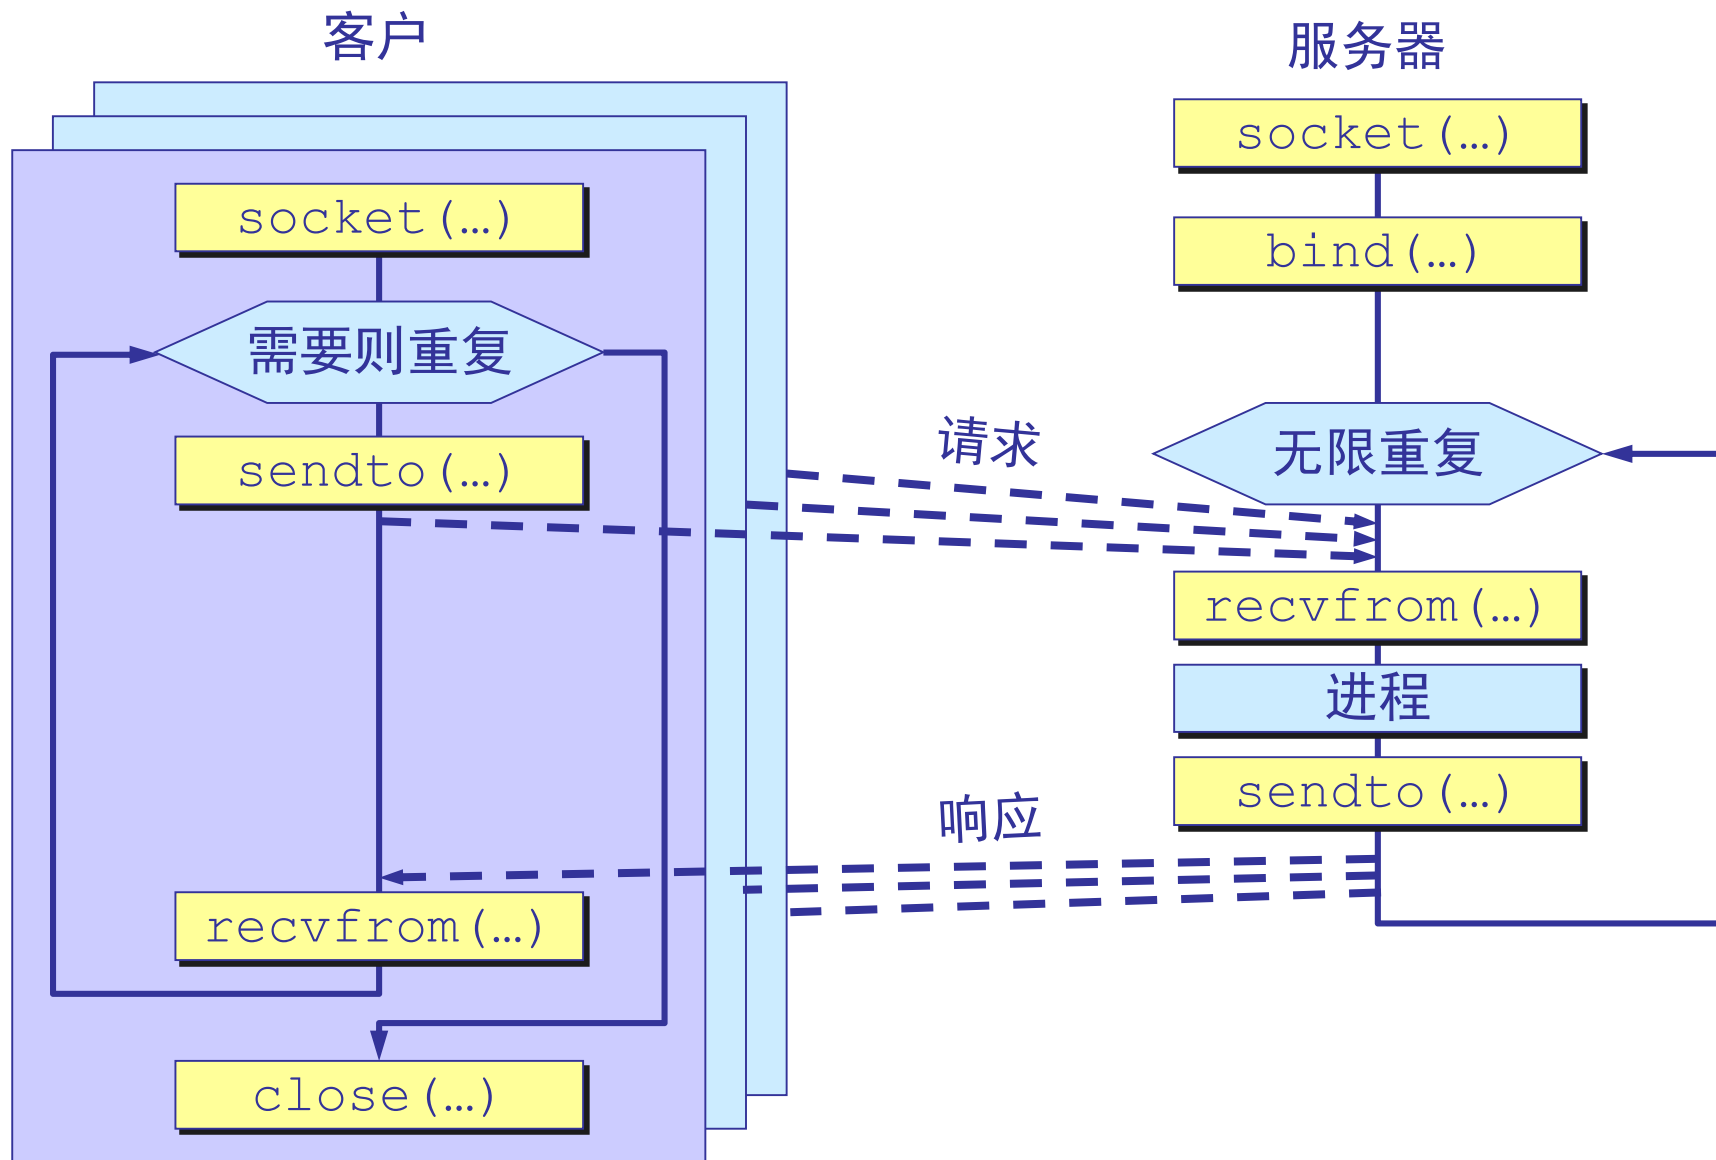 客户
服务器
socket(…)
需要则重复
sendto(…)
recvfrom(…)
close(…)
请求
响应
socket(…)
bind(…)
无限重复
recvfrom(…)
进程
sendto(…)